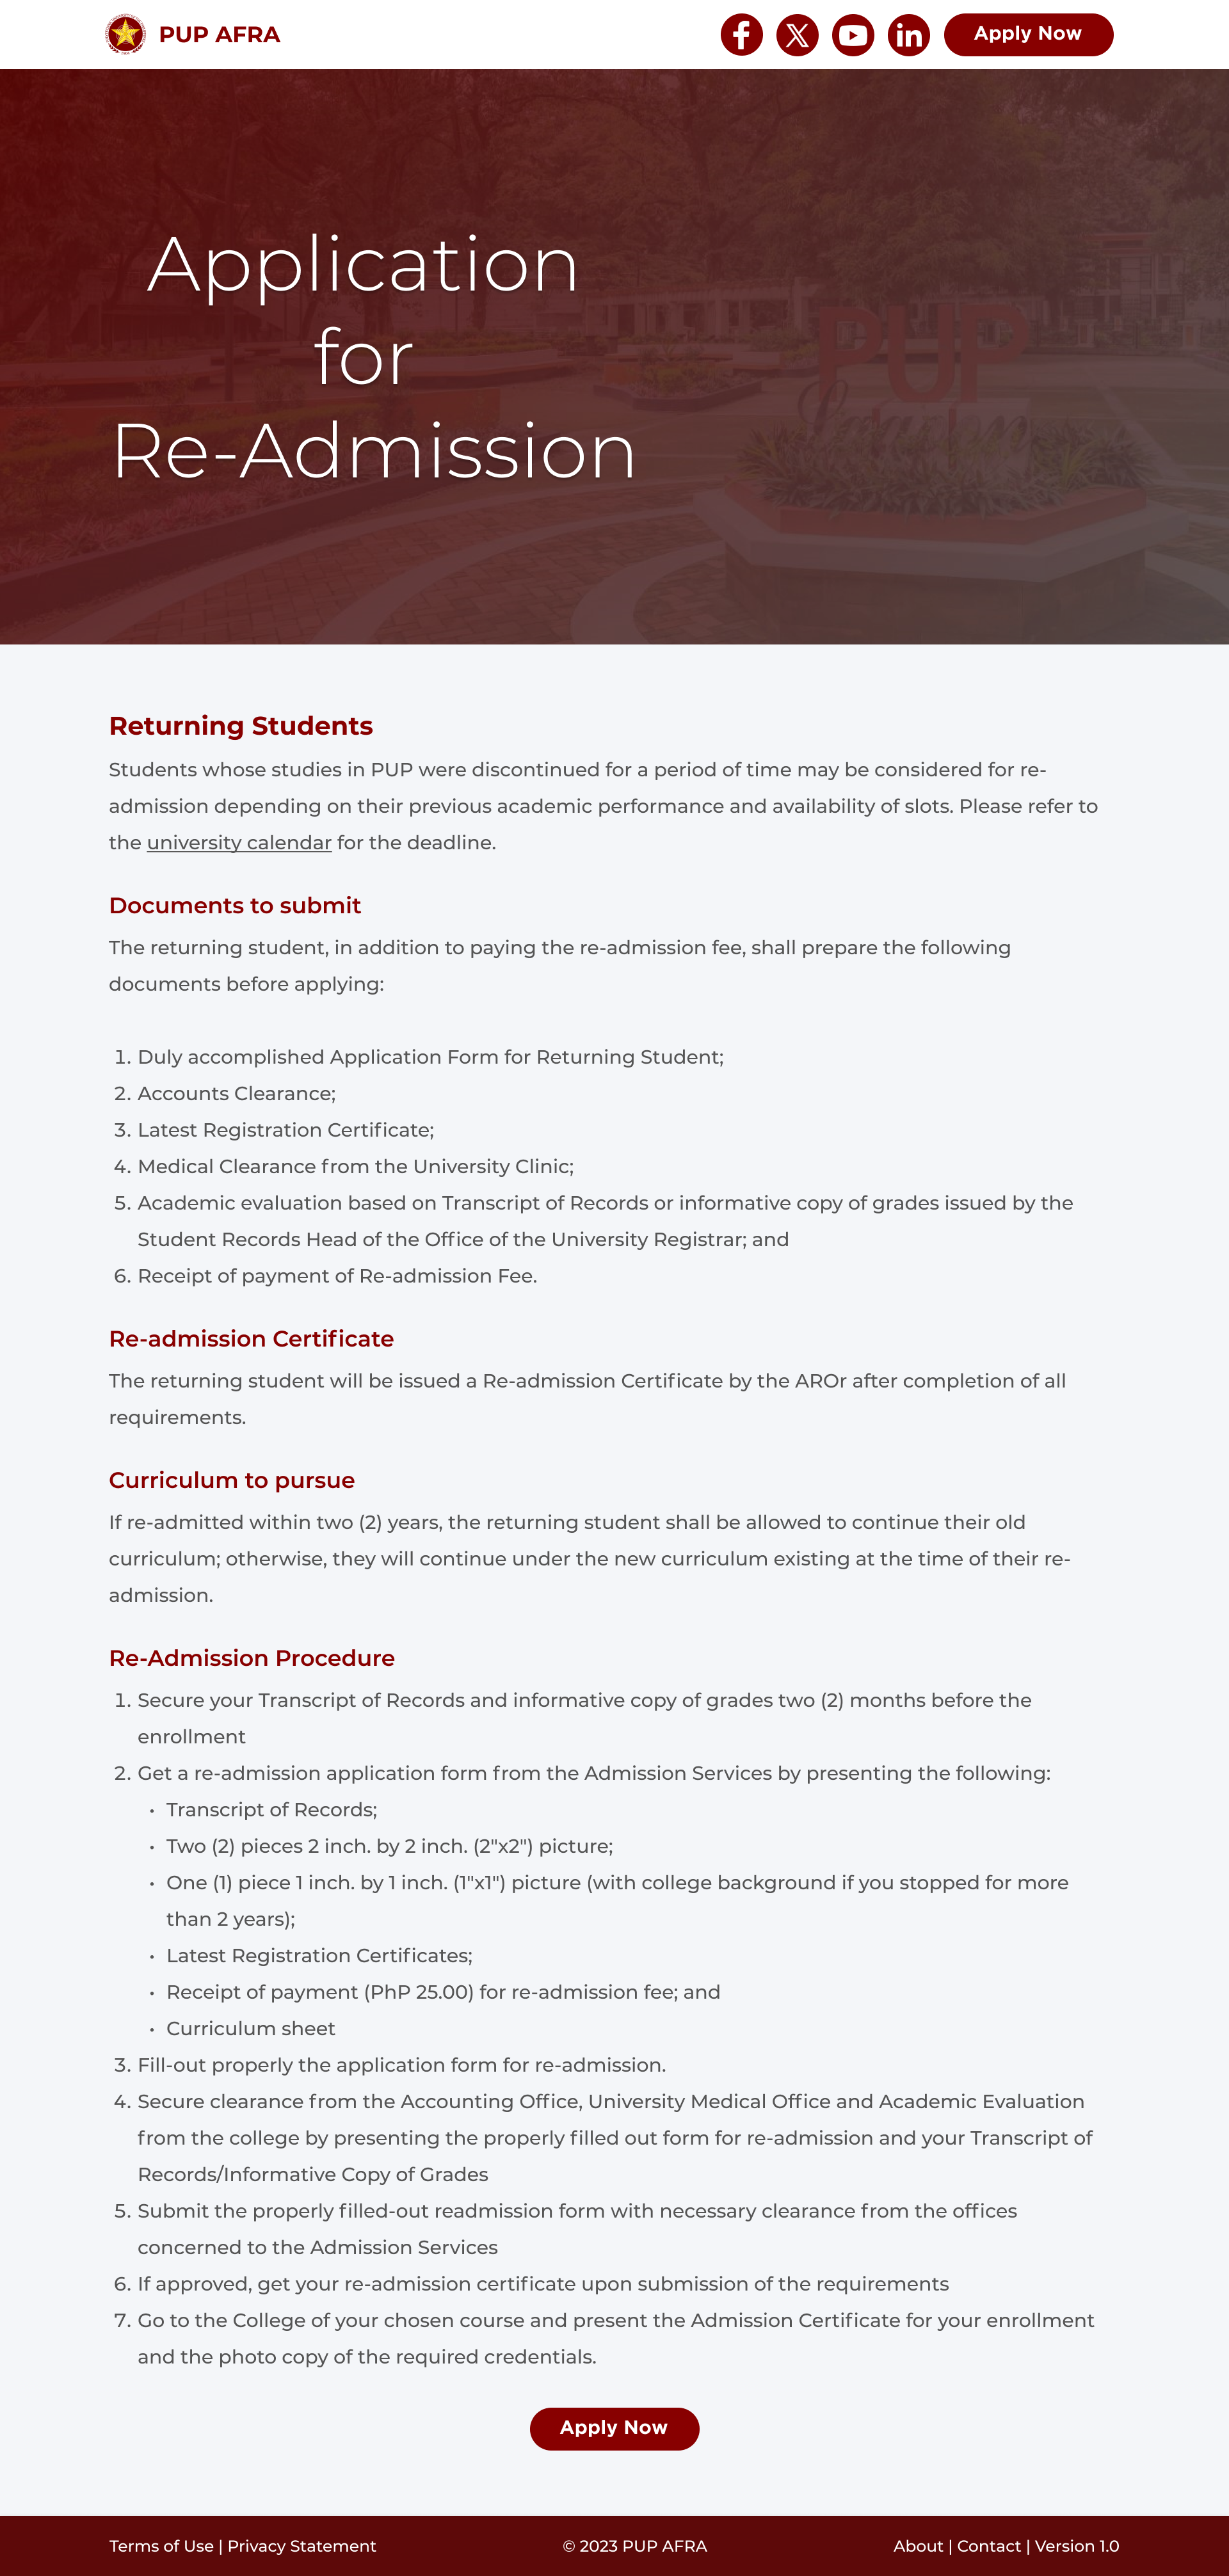 PUP AFRA
Apply Now
Application
for
Re-Admission
PUP
Returning Students
Students whose studies in PUP were discontinued for a period of time may be considered for re-
admission depending on their previous academic performance and availability of slots. Please refer to
the university calendar for the deadline.
Documents to submit
The returning student, in addition to paying the re-admission fee, shall prepare the following
documents before applying:
1. Duly accomplished Application Form for Returning Student;
2. Accounts Clearance;
3. Latest Registration Certificate;
4. Medical Clearance from the University Clinic;
5. Academic evaluation based on Transcript of Records or informative copy of grades issued by the
Student Records Head of the Office of the University Registrar; and
6. Receipt of payment of Re-admission Fee.
Re-admission Certificate
The returning student will be issued a Re-admission Certificate by the AROr after completion of all
requirements.
Curriculum to pursue
If re-admitted within two (2) years, the returning student shall be allowed to continue their old
curriculum; otherwise, they will continue under the new curriculum existing at the time of their re-
admission.
Re-Admission Procedure
1. Secure your Transcript of Records and informative copy of grades two (2) months before the
enrollment
2. Get a re-admission application form from the Admission Services by presenting the following:
• Transcript of Records;
• Two (2) pieces 2 inch. by 2 inch. (2"x2") picture;
• One (1) piece 1 inch. by 1 inch. (1"x1") picture (with college background if you stopped for more
than 2 years);
• Latest Registration Certificates;
• Receipt of payment (PhP 25.00) for re-admission fee; and
• Curriculum sheet
3. Fill-out properly the application form for re-admission.
4. Secure clearance from the Accounting Office, University Medical Office and Academic Evaluation
from the college by presenting the properly filled out form for re-admission and your Transcript of
Records/Informative Copy of Grades
5. Submit the properly filled-out readmission form with necessary clearance from the offices
concerned to the Admission Services
6. If approved, get your re-admission certificate upon submission of the requirements
7. Go to the College of your chosen course and present the Admission Certificate for your enrollment
and the photo copy of the required credentials.
Apply Now
Terms of Use | Privacy Statement
© 2023 PUP AFRA
About | Contact | Version 1.0